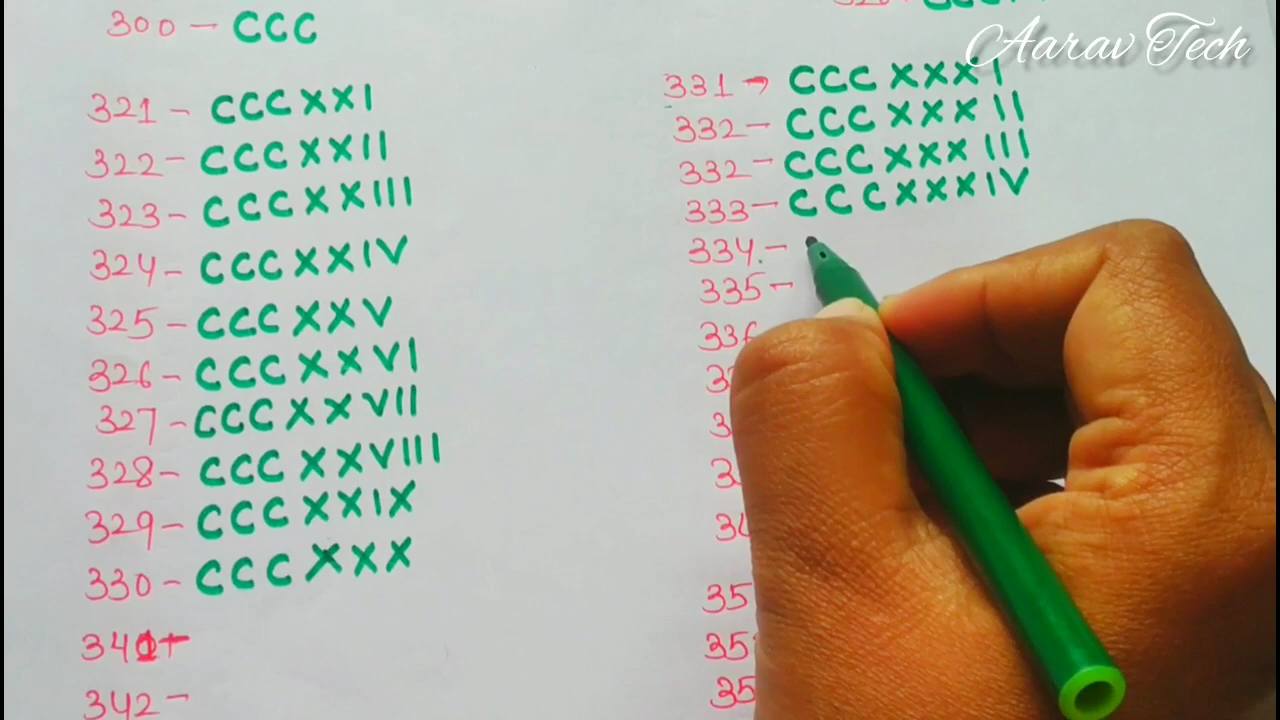 Aarav Tech
300 - CCC
321 - CCCXXI
322 - CCCXXII
323 - CCCXXIII
324 - CCCXXIV
325 - CCCXXV
326 - CCCXXVI
327 - CCCXXVII
328 - CCCXXVIII
329 - CCCXXIX
330 - CCCXXX
342 -
331 → CCCXXXI
332 - CCCXXXII
332 - CCCXXXIII
333 - CCCXXXIV
334. -
335 -
336